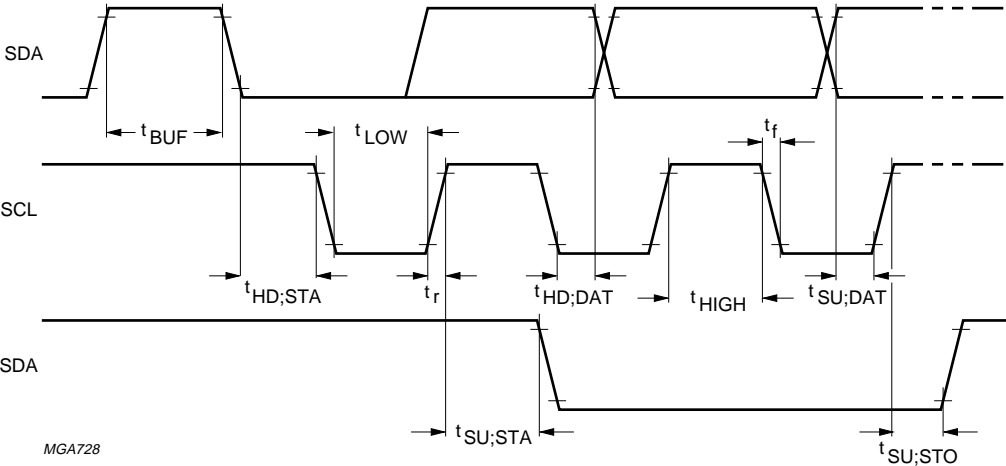 SDA
t BUF
t LOW
t f
SCL
t HD;STA
t r
t HD;DAT
t HIGH
t SU;DAT
SDA
t SU;STA
t SU;STO
MGA728